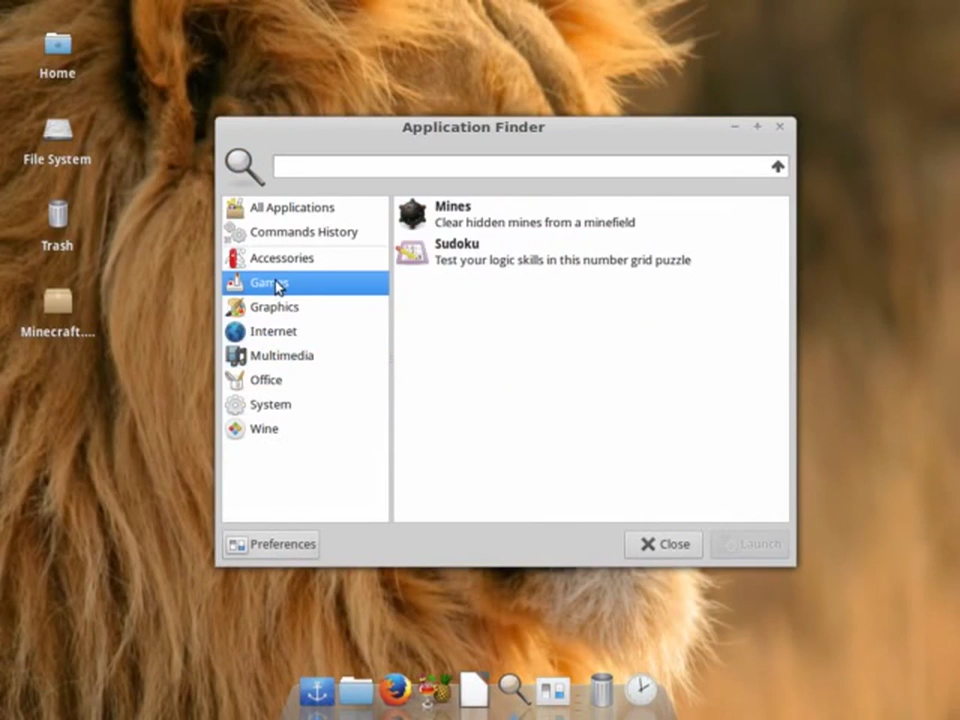 Home
File System
Trash
Minecraft....
Application Finder
All Applications
Commands History
Accessories
Games
Graphics
Internet
Multimedia
Office
System
Wine
Mines
Clear hidden mines from a minefield
Sudoku
Test your logic skills in this number grid puzzle
Preferences
Close
Launch